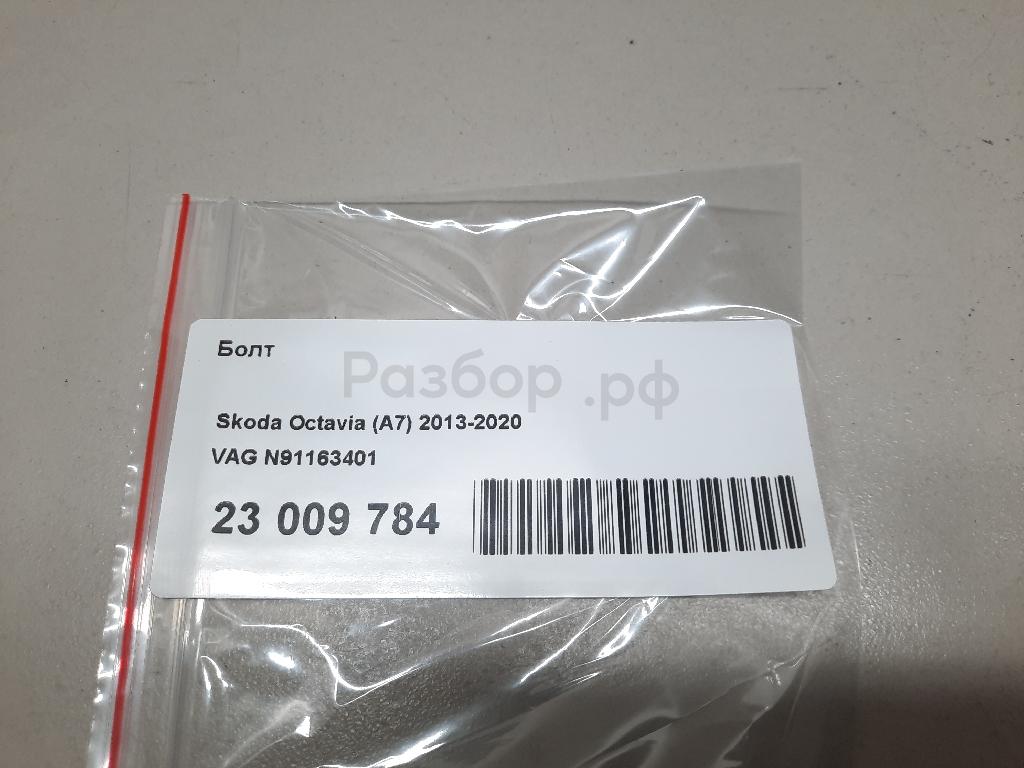 Болт
Разбор.рф
Skoda Octavia (A7) 2013-2020
VAG N91163401
23 009 784